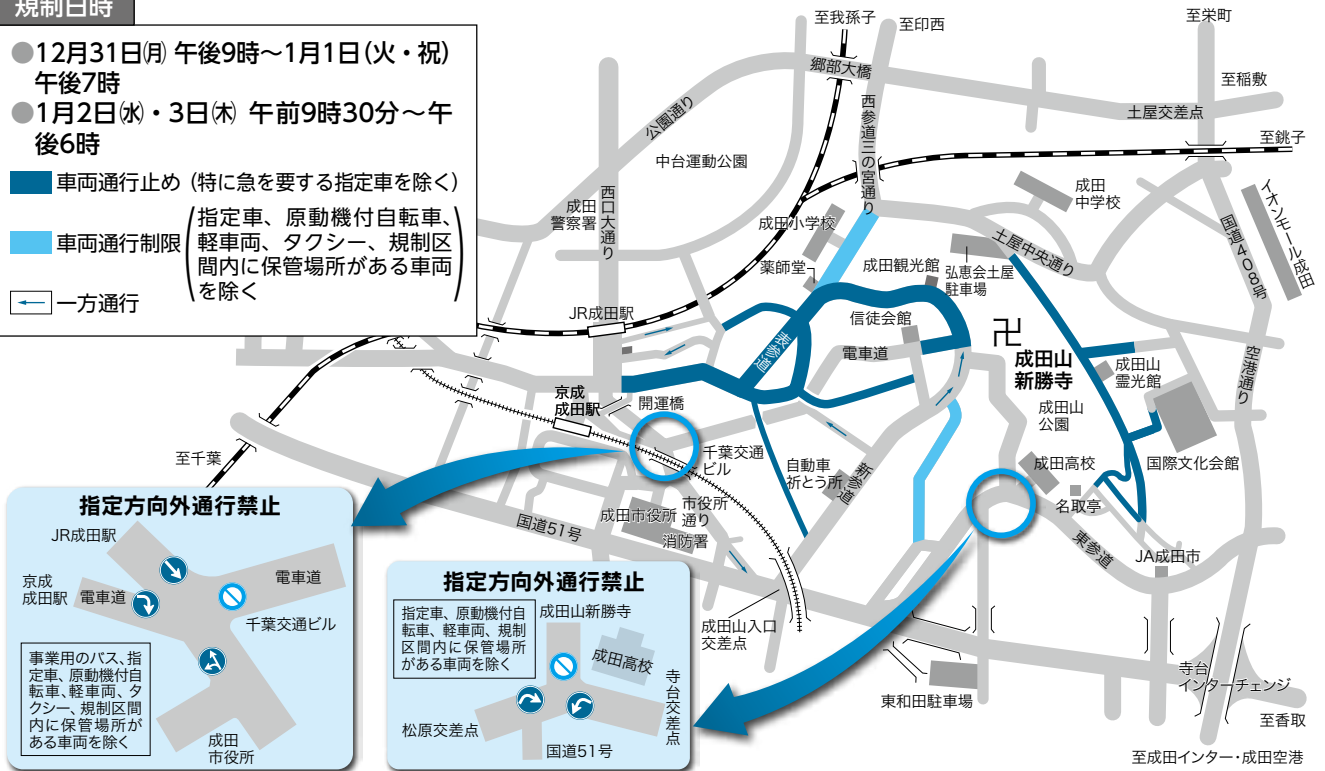 規制日時
●12月31日㈪ 午後9時～1月1日(火・祝)
午後7時
●1月2日㈬・3日㈭ 午前9時30分～午
後6時
車両通行止め (特に急を要する指定車を除く)
車両通行制限
指定車、原動機付自転車、
軽車両、タクシー、規制区
間内に保管場所がある車両
を除く
一方通行
至我孫子
至印西
至栄町
郷部大橋
至稲敷
土屋交差点
至銚子
公園通り
西参道三の宮通り
中台運動公園
成田
警察署
西口大通り
成田小学校
成田
中学校
イオンモール成田
国道408号
土屋中央通り
薬師堂
成田観光館
弘恵会土屋
駐車場
JR成田駅
信徒会館
表参道
電車道
卍
成田山
新勝寺
成田山
霊光館
空港通り
成田山
公園
京成
成田駅
開運橋
千葉交通
ビル
自動車
祈とう所
新参道
成田高校
国際文化会館
名取亭
至千葉
国道51号
成田市役所
市役所
通り
消防署
東参道
JA成田市
成田山入口
交差点
東和田駐車場
寺台
インターチェンジ
至香取
至成田インター・成田空港
指定方向外通行禁止
JR成田駅
京成
成田駅
電車道
電車道
千葉交通ビル
事業用のバス、指
定車、原動機付自
転車、軽車両、タ
クシー、規制区間
内に保管場所が
ある車両を除く
成田
市役所
指定方向外通行禁止
指定車、原動機付自
転車、軽車両、規制
区間内に保管場所
がある車両を除く
成田山新勝寺
成田高校
寺台交差点
松原交差点
国道51号